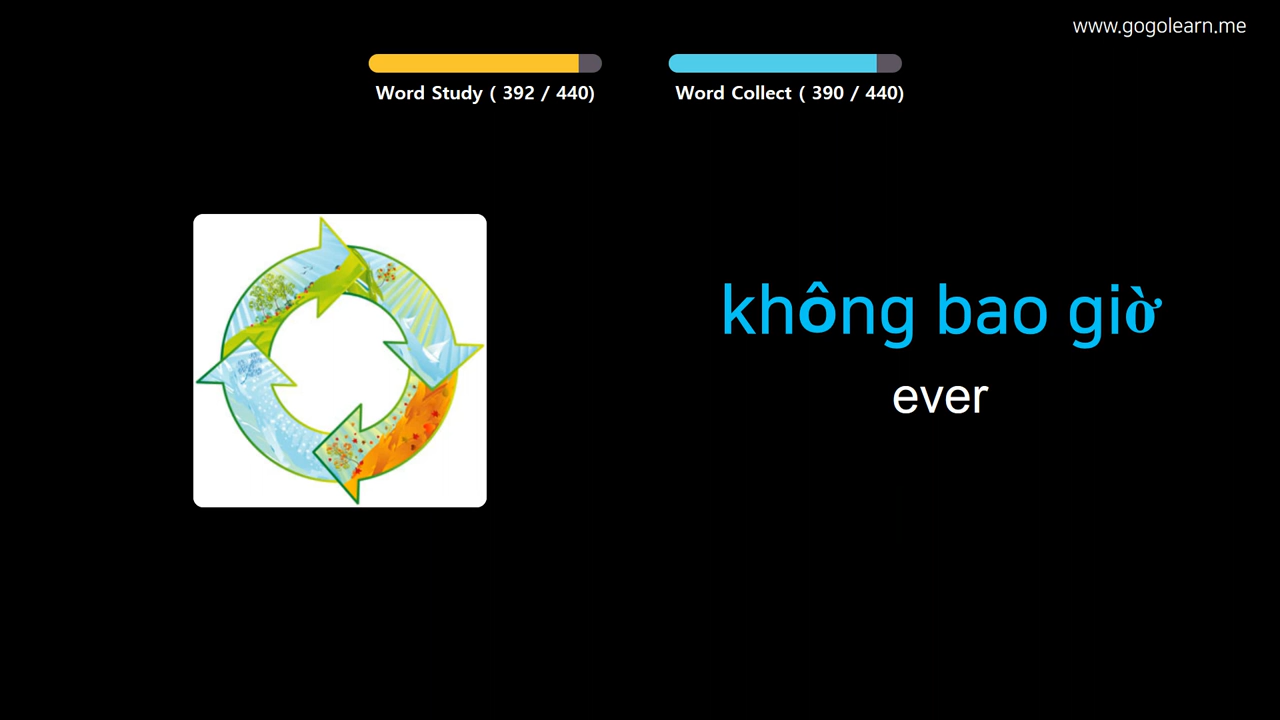 www.gogolearn.me
Word Study ( 392 / 440)
Word Collect ( 390 / 440)
không bao giờ
ever